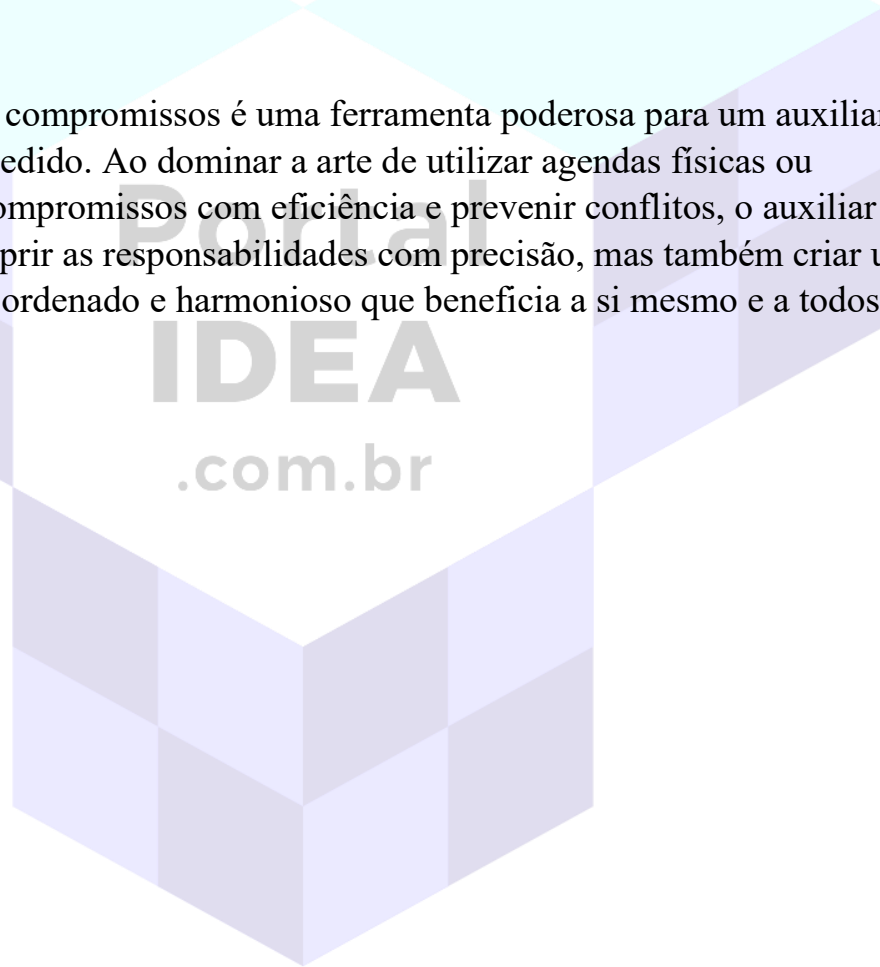 compromissos é uma ferramenta poderosa para um auxiliar
edido. Ao dominar a arte de utilizar agendas físicas ou
ompromissos com eficiência e prevenir conflitos, o auxiliar
prir as responsabilidades com precisão, mas também criar u
ordenado e harmonioso que beneficia a si mesmo e a todos
Portal
IDEA
.com.br